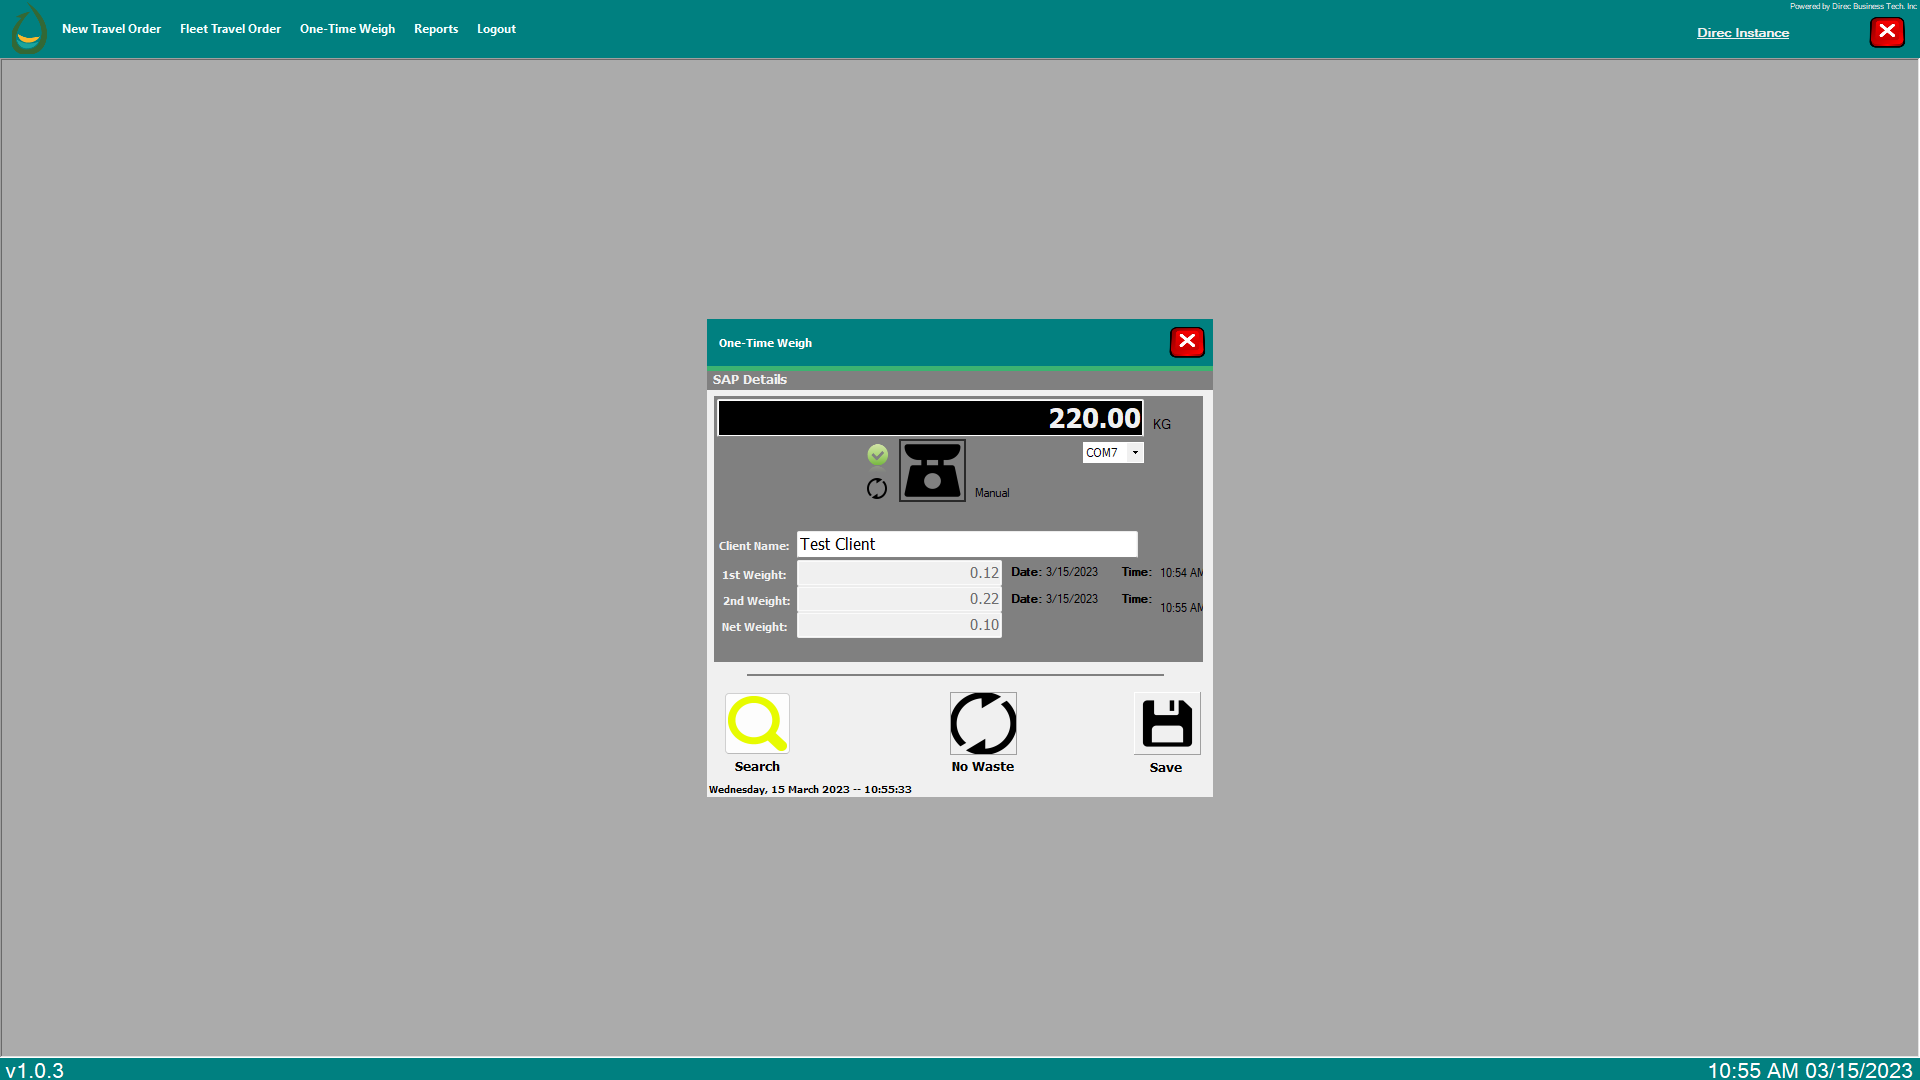 Powered by Direc Business Tech. Inc
New Travel Order Fleet Travel Order One-Time Weigh Reports Logout Direc Instance
One-Time Weigh
SAP Details
220.00 KG
COM7
Manual
Client Name: Test Client
1st Weight: 0.12 Date: 3/15/2023 Time: 10:54 AM
2nd Weight: 0.22 Date: 3/15/2023 Time: 10:55 AM
Net Weight: 0.10
Search No Waste Save
Wednesday, 15 March 2023 -- 10:55:33
v1.0.3 10:55 AM 03/15/2023